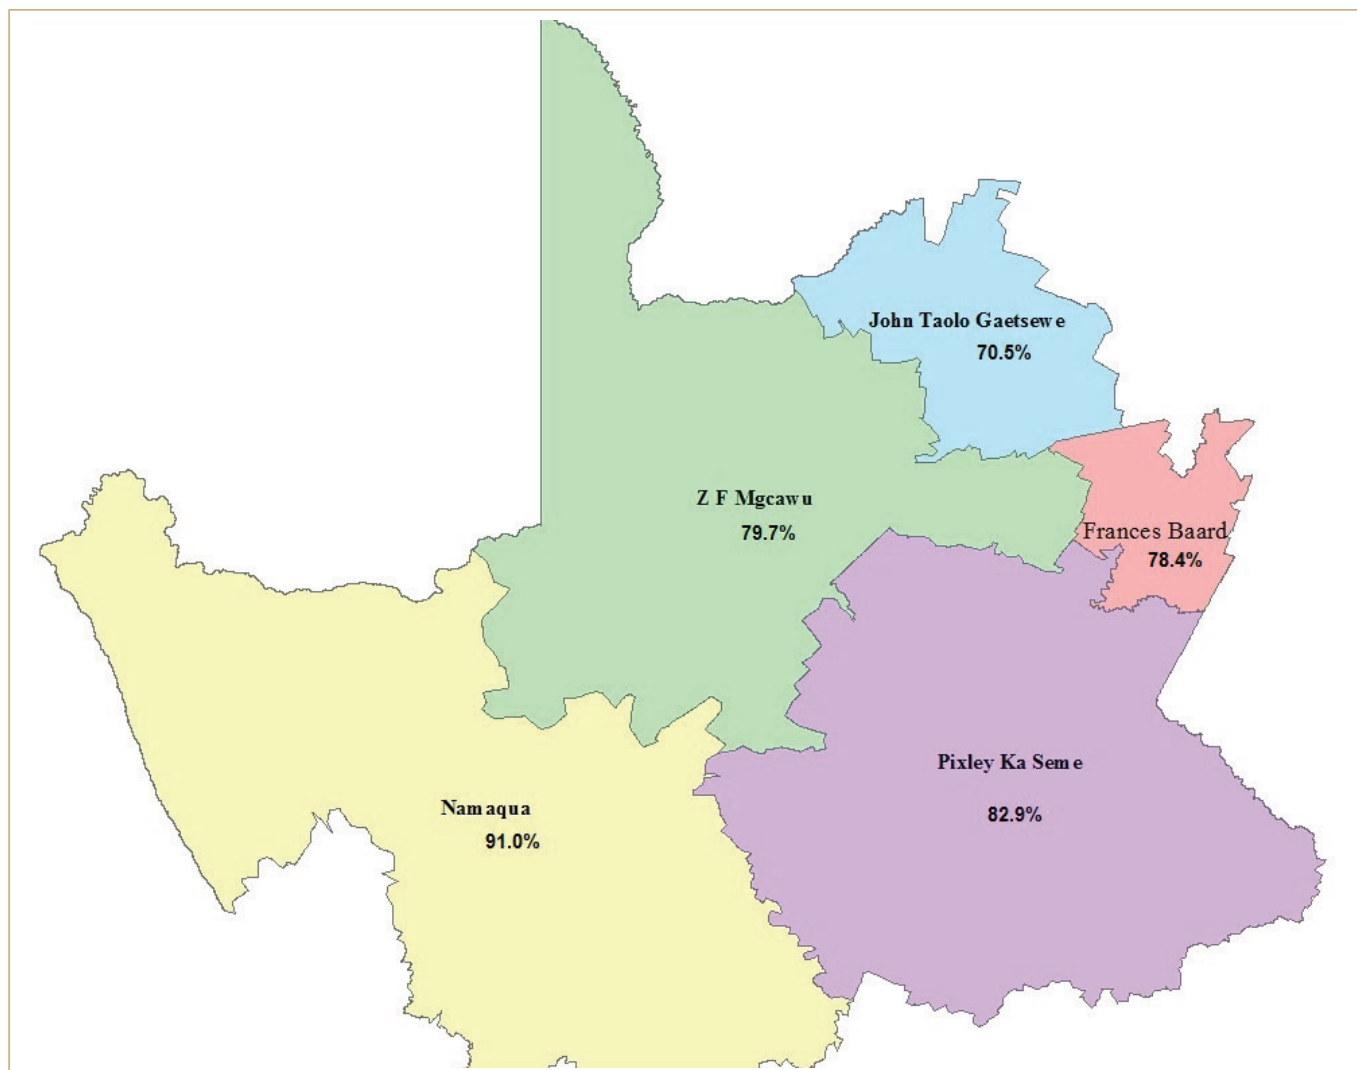 John Taolo Gaetsewe
70.5%
Z F Mgcawu
79.7%
Frances Baard
78.4%
Pixley Ka Seme
82.9%
Namaqua
91.0%